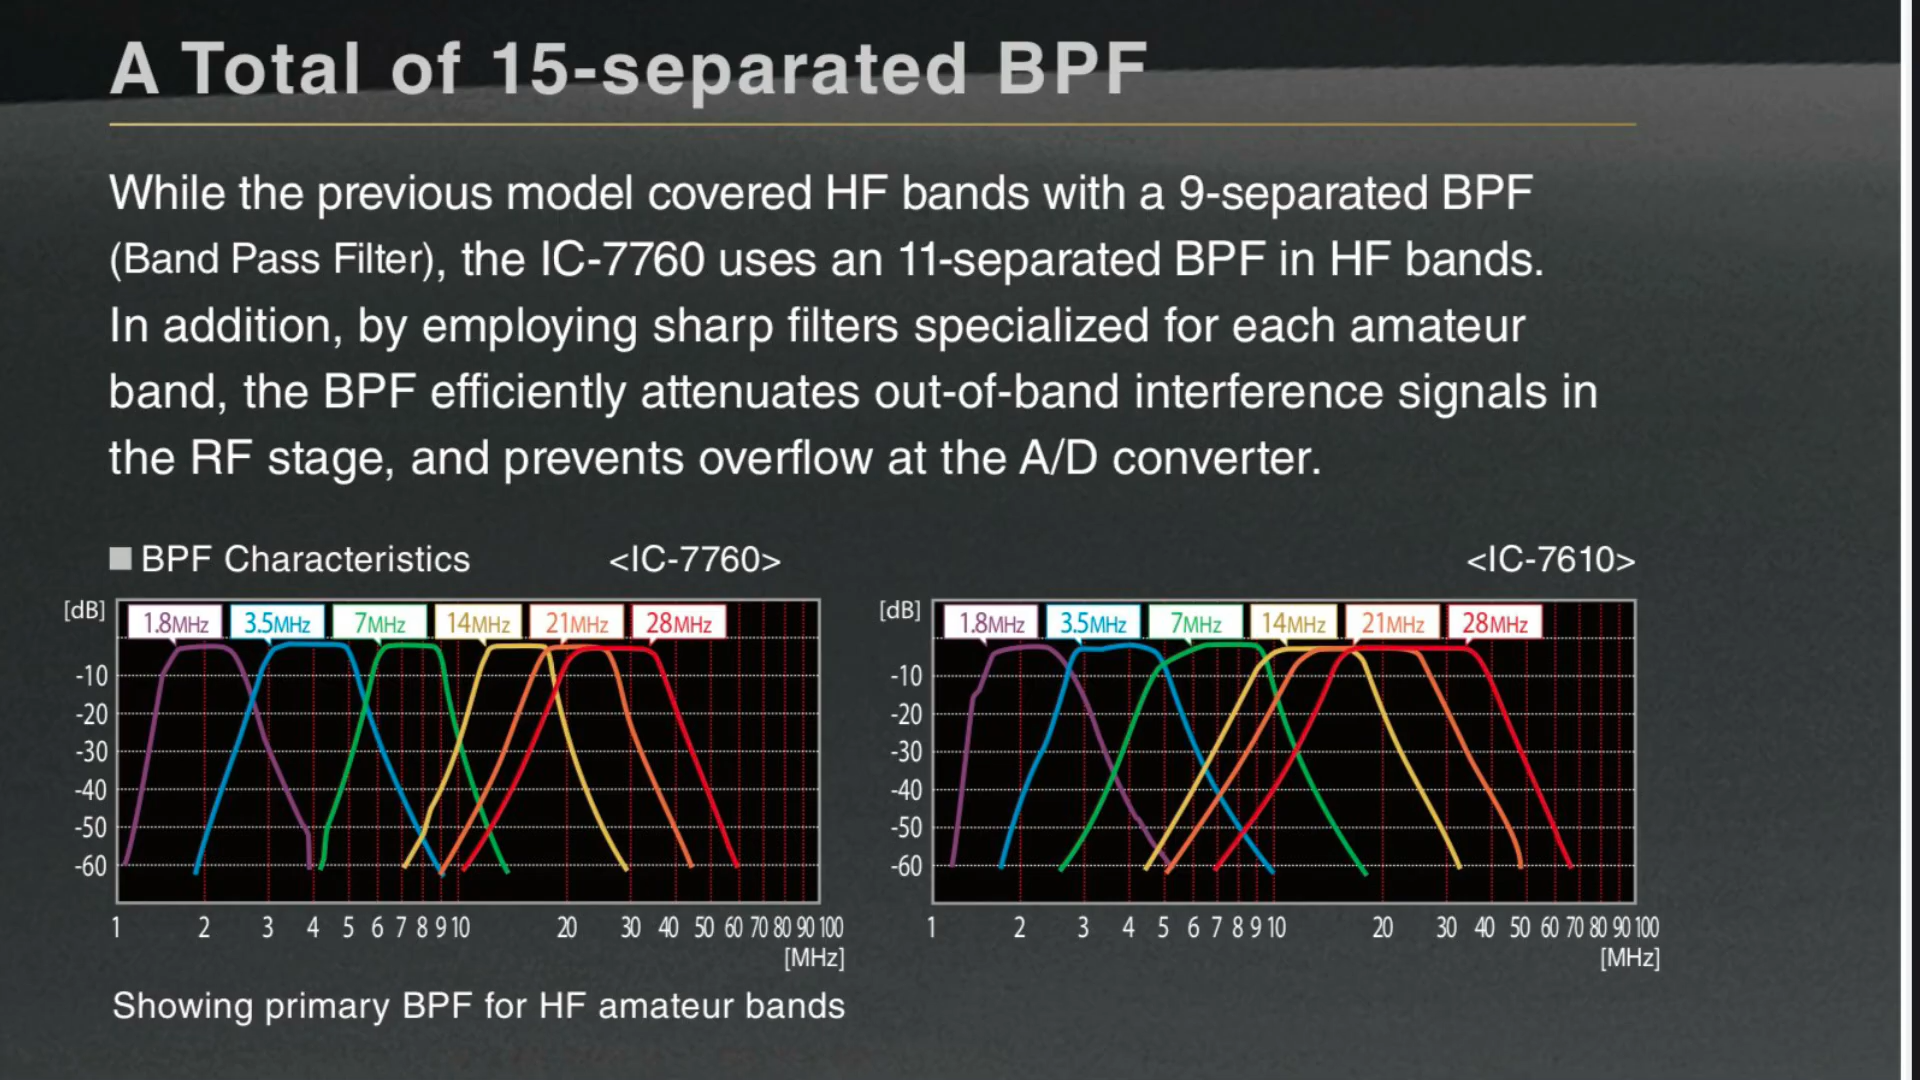 A Total of 15-separated BPF
While the previous model covered HF bands with a 9-separated BPF
(Band Pass Filter), the IC-7760 uses an 11-separated BPF in HF bands.
In addition, by employing sharp filters specialized for each amateur
band, the BPF efficiently attenuates out-of-band interference signals in
the RF stage, and prevents overflow at the A/D converter.
■ BPF Characteristics <IC-7760>
[dB] 1.8MHz 3.5MHz 7MHz 14MHz 21MHz 28MHz
-10
-20
-30
-40
-50
-60
1 2 3 4 5 6 7 8 9 10 20 30 40 50 60 70 80 90 100
[MHz]
<IC-7610>
[dB] 1.8MHz 3.5MHz 7MHz 14MHz 21MHz 28MHz
-10
-20
-30
-40
-50
-60
1 2 3 4 5 6 7 8 9 10 20 30 40 50 60 70 80 90 100
[MHz]
Showing primary BPF for HF amateur bands